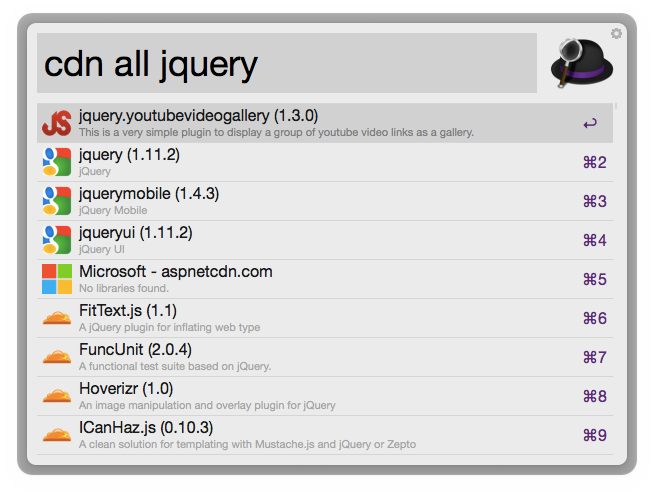 cdn all jquery
JS
jquery.youtubevideogallery (1.3.0)
This is a very simple plugin to display a group of youtube video links as a gallery.
↩
jquery (1.11.2)
jQuery
⌘2
jquerymobile (1.4.3)
jQuery Mobile
⌘3
jqueryui (1.11.2)
jQuery UI
⌘4
Microsoft - aspnetcdn.com
No libraries found.
⌘5
FitText.js (1.1)
A jQuery plugin for inflating web type
⌘6
FuncUnit (2.0.4)
A functional test suite based on jQuery.
⌘7
Hoverizr (1.0)
An image manipulation and overlay plugin for jQuery
⌘8
ICanHaz.js (0.10.3)
A clean solution for templating with Mustache.js and jQuery or Zepto
⌘9